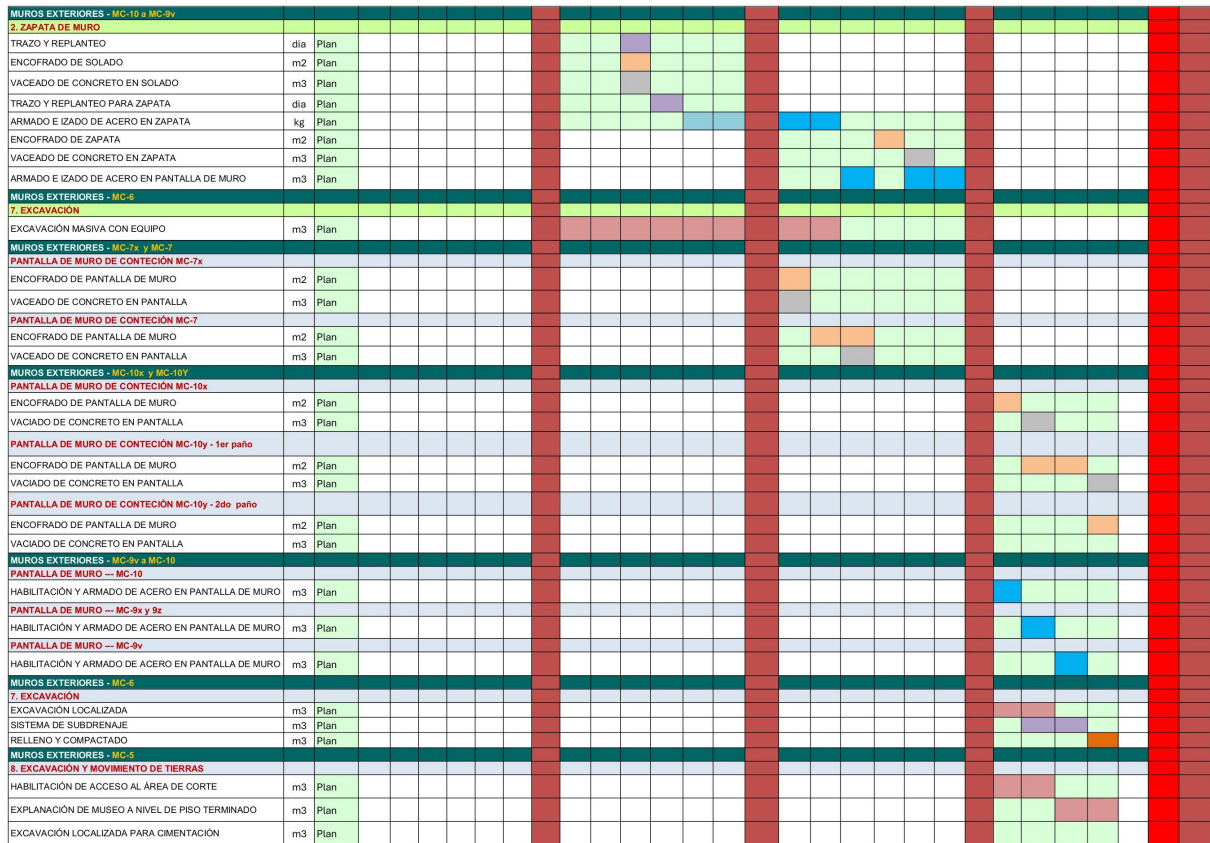 MUROS EXTERIORES - MC-10 a MC-9v
2. ZAPATA DE MURO
TRAZO Y REPLANTEO dia Plan
ENCOFRADO DE SOLADO m2 Plan
VACEADO DE CONCRETO EN SOLADO m3 Plan
TRAZO Y REPLANTEO PARA ZAPATA dia Plan
ARMADO E IZADO DE ACERO EN ZAPATA kg Plan
ENCOFRADO DE ZAPATA m2 Plan
VACEADO DE CONCRETO EN ZAPATA m3 Plan
ARMADO E IZADO DE ACERO EN PANTALLA DE MURO m3 Plan
MUROS EXTERIORES - MC-6
7. EXCAVACIÓN
EXCAVACIÓN MASIVA CON EQUIPO m3 Plan
MUROS EXTERIORES - MC-7x y MC-7
PANTALLA DE MURO DE CONTECIÓN MC-7x
ENCOFRADO DE PANTALLA DE MURO m2 Plan
VACEADO DE CONCRETO EN PANTALLA m3 Plan
PANTALLA DE MURO DE CONTECIÓN MC-7
ENCOFRADO DE PANTALLA DE MURO m2 Plan
VACEADO DE CONCRETO EN PANTALLA m3 Plan
MUROS EXTERIORES - MC-10x y MC-10Y
PANTALLA DE MURO DE CONTECIÓN MC-10x
ENCOFRADO DE PANTALLA DE MURO m2 Plan
VACIADO DE CONCRETO EN PANTALLA m3 Plan
PANTALLA DE MURO DE CONTECIÓN MC-10y - 1er paño
ENCOFRADO DE PANTALLA DE MURO m2 Plan
VACIADO DE CONCRETO EN PANTALLA m3 Plan
PANTALLA DE MURO DE CONTECIÓN MC-10y - 2do paño
ENCOFRADO DE PANTALLA DE MURO m2 Plan
VACIADO DE CONCRETO EN PANTALLA m3 Plan
MUROS EXTERIORES - MC-9v a MC-10
PANTALLA DE MURO --- MC-10
HABILITACIÓN Y ARMADO DE ACERO EN PANTALLA DE MURO m3 Plan
PANTALLA DE MURO --- MC-9x y 9z
HABILITACIÓN Y ARMADO DE ACERO EN PANTALLA DE MURO m3 Plan
PANTALLA DE MURO --- MC-9v
HABILITACIÓN Y ARMADO DE ACERO EN PANTALLA DE MURO m3 Plan
MUROS EXTERIORES - MC-6
7. EXCAVACIÓN
EXCAVACIÓN LOCALIZADA m3 Plan
SISTEMA DE SUBDRENAJE m3 Plan
RELLENO Y COMPACTADO m3 Plan
MUROS EXTERIORES - MC-5
8. EXCAVACIÓN Y MOVIMIENTO DE TIERRAS
HABILITACIÓN DE ACCESO AL ÁREA DE CORTE m3 Plan
EXPLANACIÓN DE MUSEO A NIVEL DE PISO TERMINADO m3 Plan
EXCAVACIÓN LOCALIZADA PARA CIMENTACIÓN m3 Plan